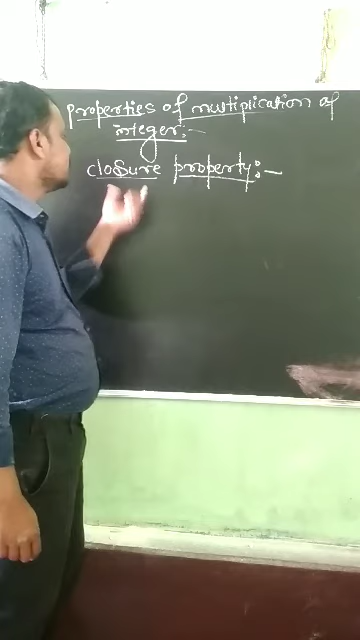 properties of multiplication of
integer:-
closure property:-